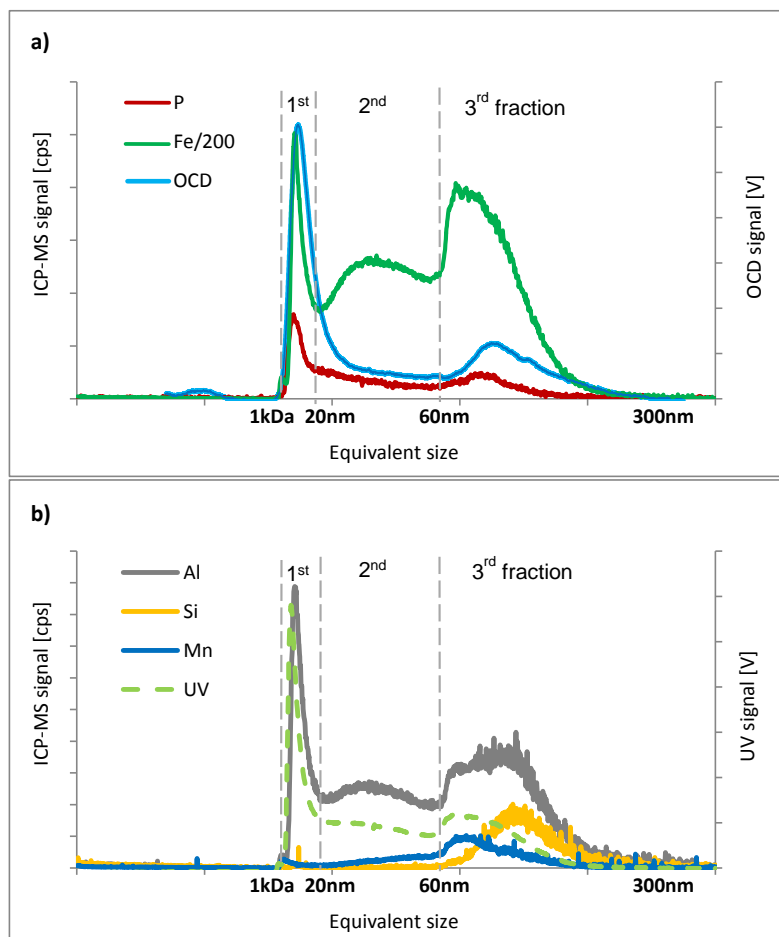 a)
P
Fe/200
OCD
1st
2nd
3rd fraction
ICP-MS signal [cps]
OCD signal [V]
1kDa 20nm 60nm 300nm
Equivalent size
b)
Al
Si
Mn
UV
1st
2nd
3rd fraction
ICP-MS signal [cps]
UV signal [V]
1kDa 20nm 60nm 300nm
Equivalent size